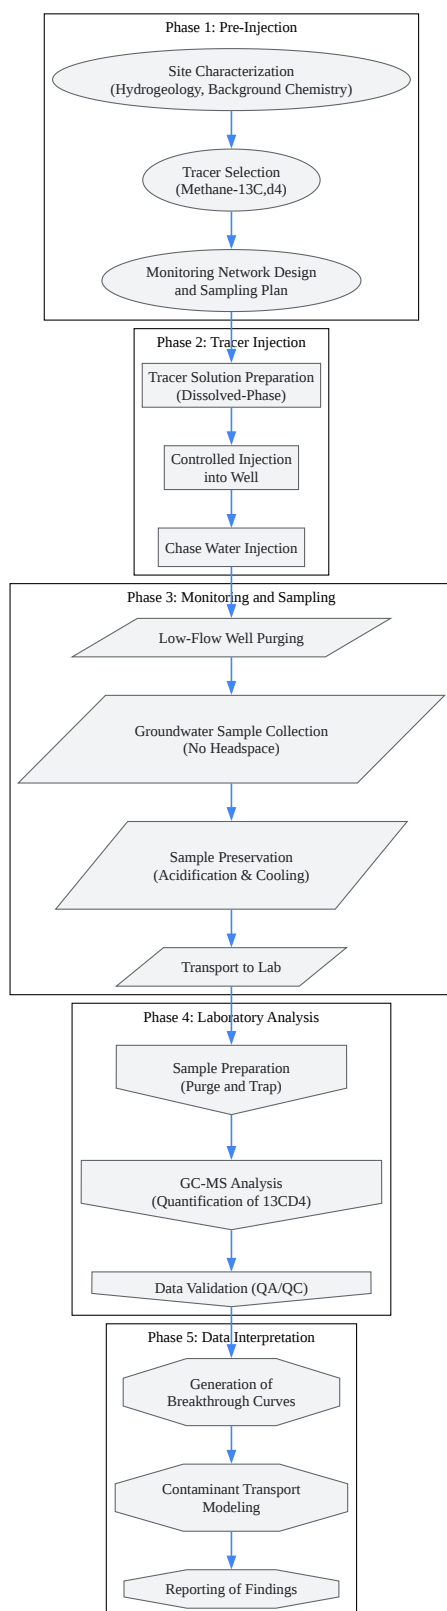 Phase 1: Pre-Injection
Site Characterization
(Hydrogeology, Background Chemistry)
Tracer Selection
(Methane-13C,d4)
Monitoring Network Design
and Sampling Plan
Phase 2: Tracer Injection
Tracer Solution Preparation
(Dissolved-Phase)
Controlled Injection
into Well
Chase Water Injection
Phase 3: Monitoring and Sampling
Low-Flow Well Purging
Groundwater Sample Collection
(No Headspace)
Sample Preservation
(Acidification & Cooling)
Transport to Lab
Phase 4: Laboratory Analysis
Sample Preparation
(Purge and Trap)
GC-MS Analysis
(Quantification of 13CD4)
Data Validation (QA/QC)
Phase 5: Data Interpretation
Generation of
Breakthrough Curves
Contaminant Transport
Modeling
Reporting of Findings